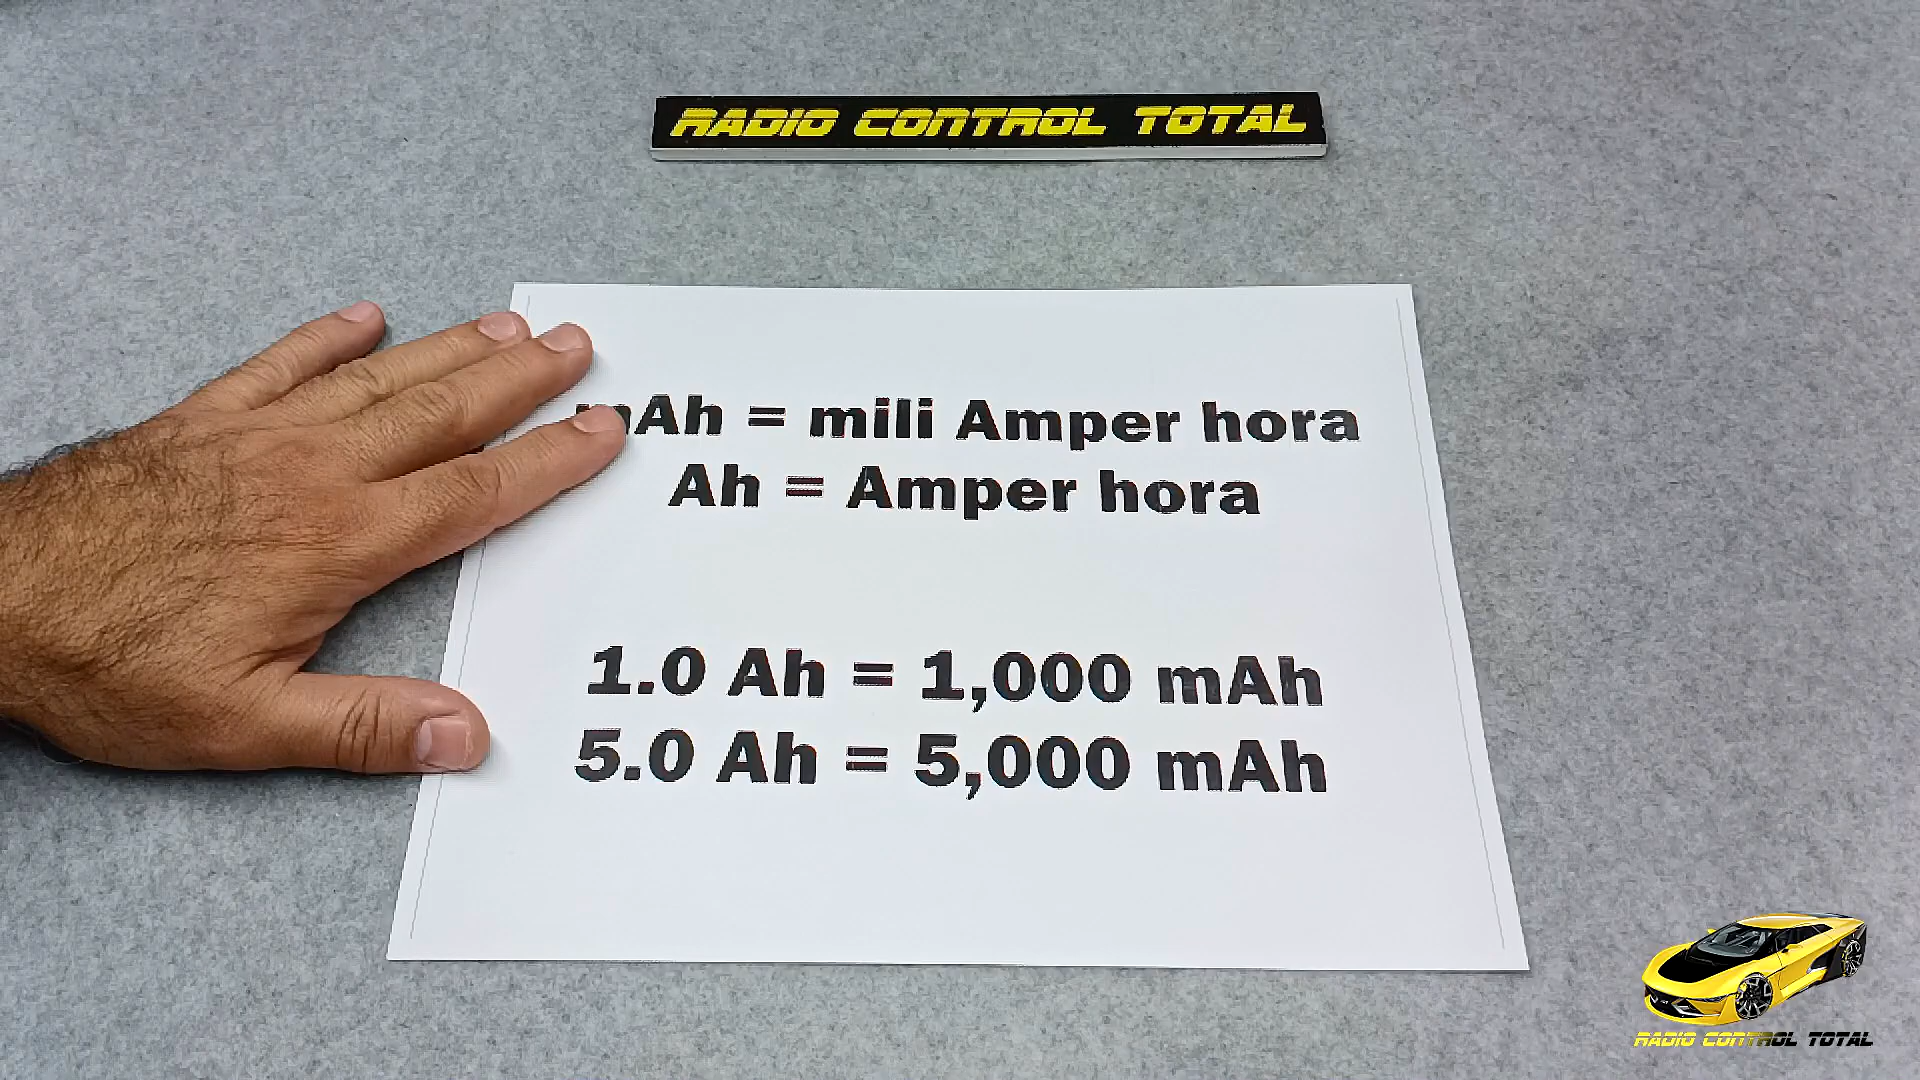 RADIO CONTROL TOTAL
mAh = mili Amper hora
Ah = Amper hora
1.0 Ah = 1,000 mAh
5.0 Ah = 5,000 mAh
RADIO CONTROL TOTAL